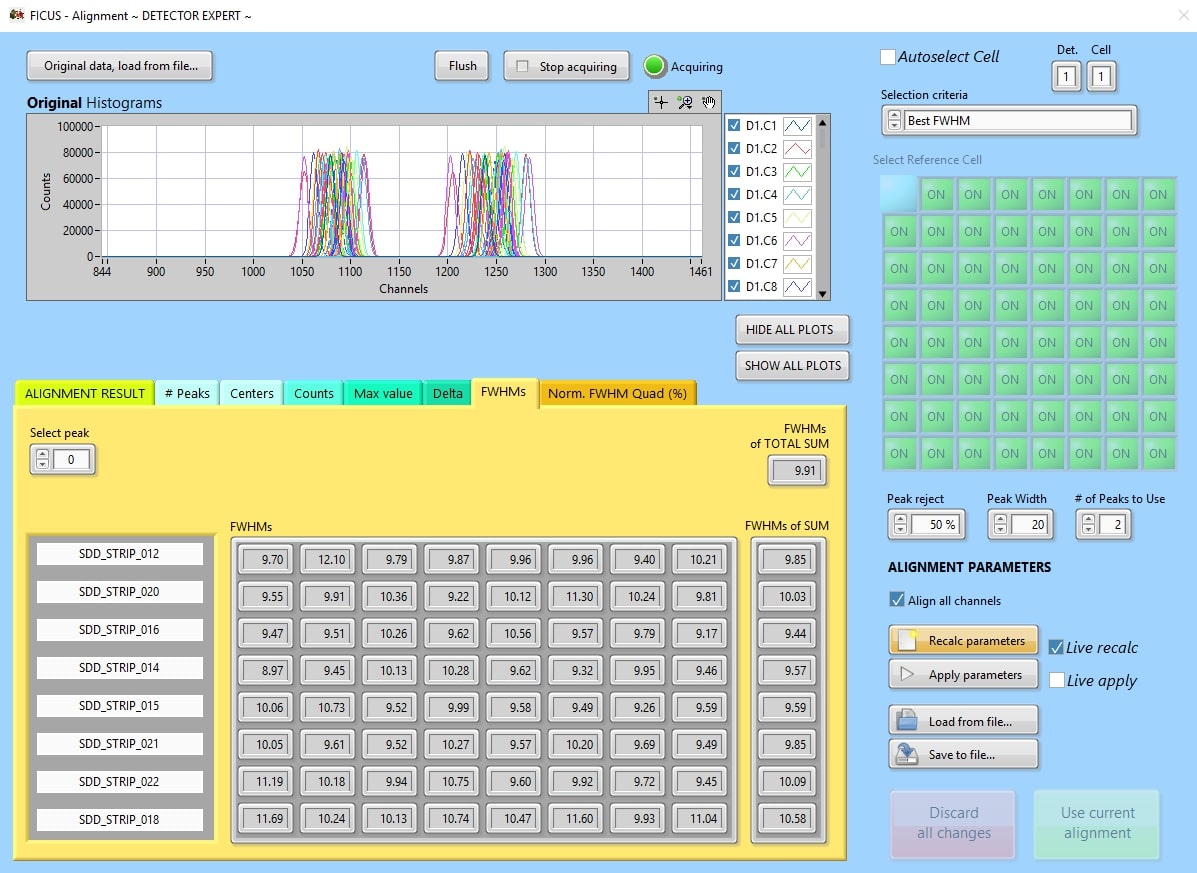 FICUS - Alignment ~ DETECTOR EXPERT ~
Original data, load from file...
Flush
Stop acquiring
Acquiring
Autoselect Cell
Det. Cell
1 1
Selection criteria
Best FWHM
Original Histograms
100000
80000
60000
40000
20000
0
Counts
844 900 950 1000 1050 1100 1150 1200 1250 1300 1350 1400 1461
Channels
D1.C1
D1.C2
D1.C3
D1.C4
D1.C5
D1.C6
D1.C7
D1.C8
HIDE ALL PLOTS
SHOW ALL PLOTS
Select Reference Cell
ON ON ON ON ON ON ON
ON ON ON ON ON ON ON ON
ON ON ON ON ON ON ON ON
ON ON ON ON ON ON ON ON
ON ON ON ON ON ON ON ON
ON ON ON ON ON ON ON ON
ON ON ON ON ON ON ON ON
ON ON ON ON ON ON ON ON
ALIGNMENT RESULT # Peaks Centers Counts Max value Delta FWHMs Norm. FWHM Quad (%)
Select peak
0
FWHMs
of TOTAL SUM
9.91
FWHMs
FWHMs of SUM
SDD_STRIP_012 9.70 12.10 9.79 9.87 9.96 9.96 9.40 10.21 9.85
SDD_STRIP_020 9.55 9.91 10.36 9.22 10.12 11.30 10.24 9.81 10.03
SDD_STRIP_016 9.47 9.51 10.26 9.62 10.56 9.57 9.79 9.17 9.44
SDD_STRIP_014 8.97 9.45 10.13 10.28 9.62 9.32 9.95 9.46 9.57
SDD_STRIP_015 10.06 10.73 9.52 9.99 9.58 9.49 9.26 9.59 9.59
SDD_STRIP_021 10.05 9.61 9.52 10.27 9.57 10.20 9.69 9.49 9.85
SDD_STRIP_022 11.19 10.18 9.94 10.75 9.60 9.92 9.72 9.45 10.09
SDD_STRIP_018 11.69 10.24 10.13 10.74 10.47 11.60 9.93 11.04 10.58
Peak reject Peak Width # of Peaks to Use
50 % 20 2
ALIGNMENT PARAMETERS
Align all channels
Recalc parameters
Live recalc
Apply parameters
Live apply
Load from file...
Save to file...
Discard
all changes
Use current
alignment